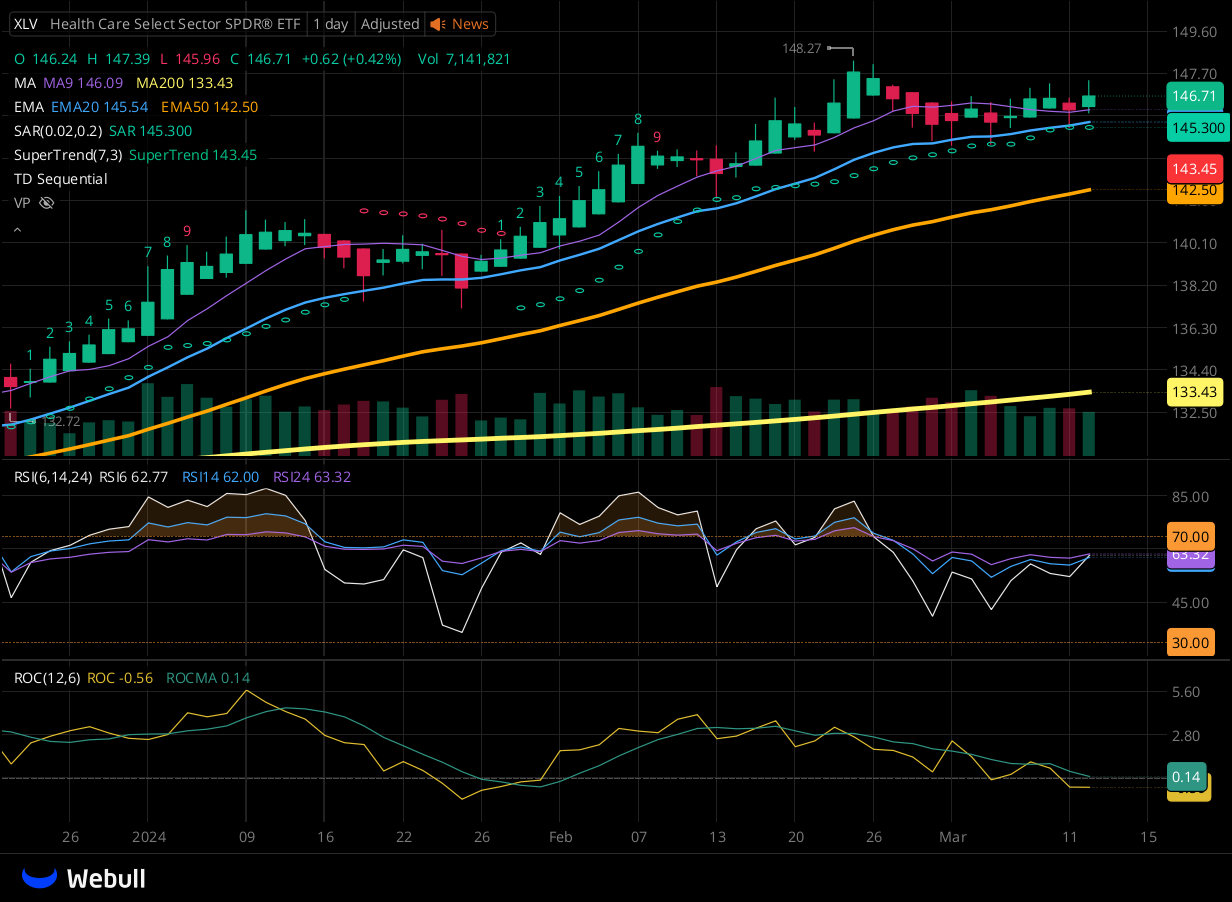 XLV Health Care Select Sector SPDR® ETF 1 day Adjusted News
O 146.24 H 147.39 L 145.96 C 146.71 +0.62 (+0.42%) Vol 7,141,821
MA MA9 146.09 MA200 133.43
EMA EMA20 145.54 EMA50 142.50
SAR(0.02,0.2) SAR 145.300
SuperTrend(7,3) SuperTrend 143.45
TD Sequential
VP
148.27
132.72
1 2 3 4 5 6 7 8 9
1 2 3 4 5 6 7 8 9
149.60
147.70
146.71
145.300
143.45
142.50
140.10
138.20
136.30
134.40
133.43
132.50
RSI(6,14,24) RSI6 62.77 RSI14 62.00 RSI24 63.32
85.00
70.00
63.32
45.00
30.00
ROC(12,6) ROC -0.56 ROCMA 0.14
5.60
2.80
0.14
26 2024 09 16 22 26 Feb 07 13 20 26 Mar 11 15
Webull